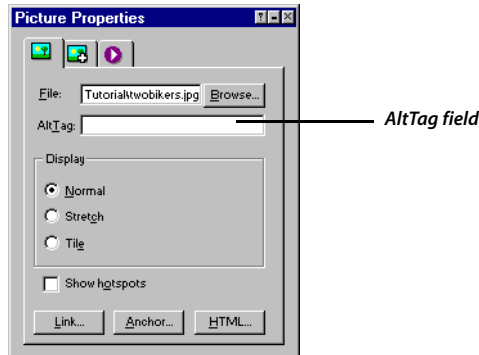 Picture Properties
File: Tutorial\twobikers.jpg Browse...
AltTag:
AltTag field
Display
Normal
Stretch
Tile
Show hotspots
Link... Anchor... HTML...